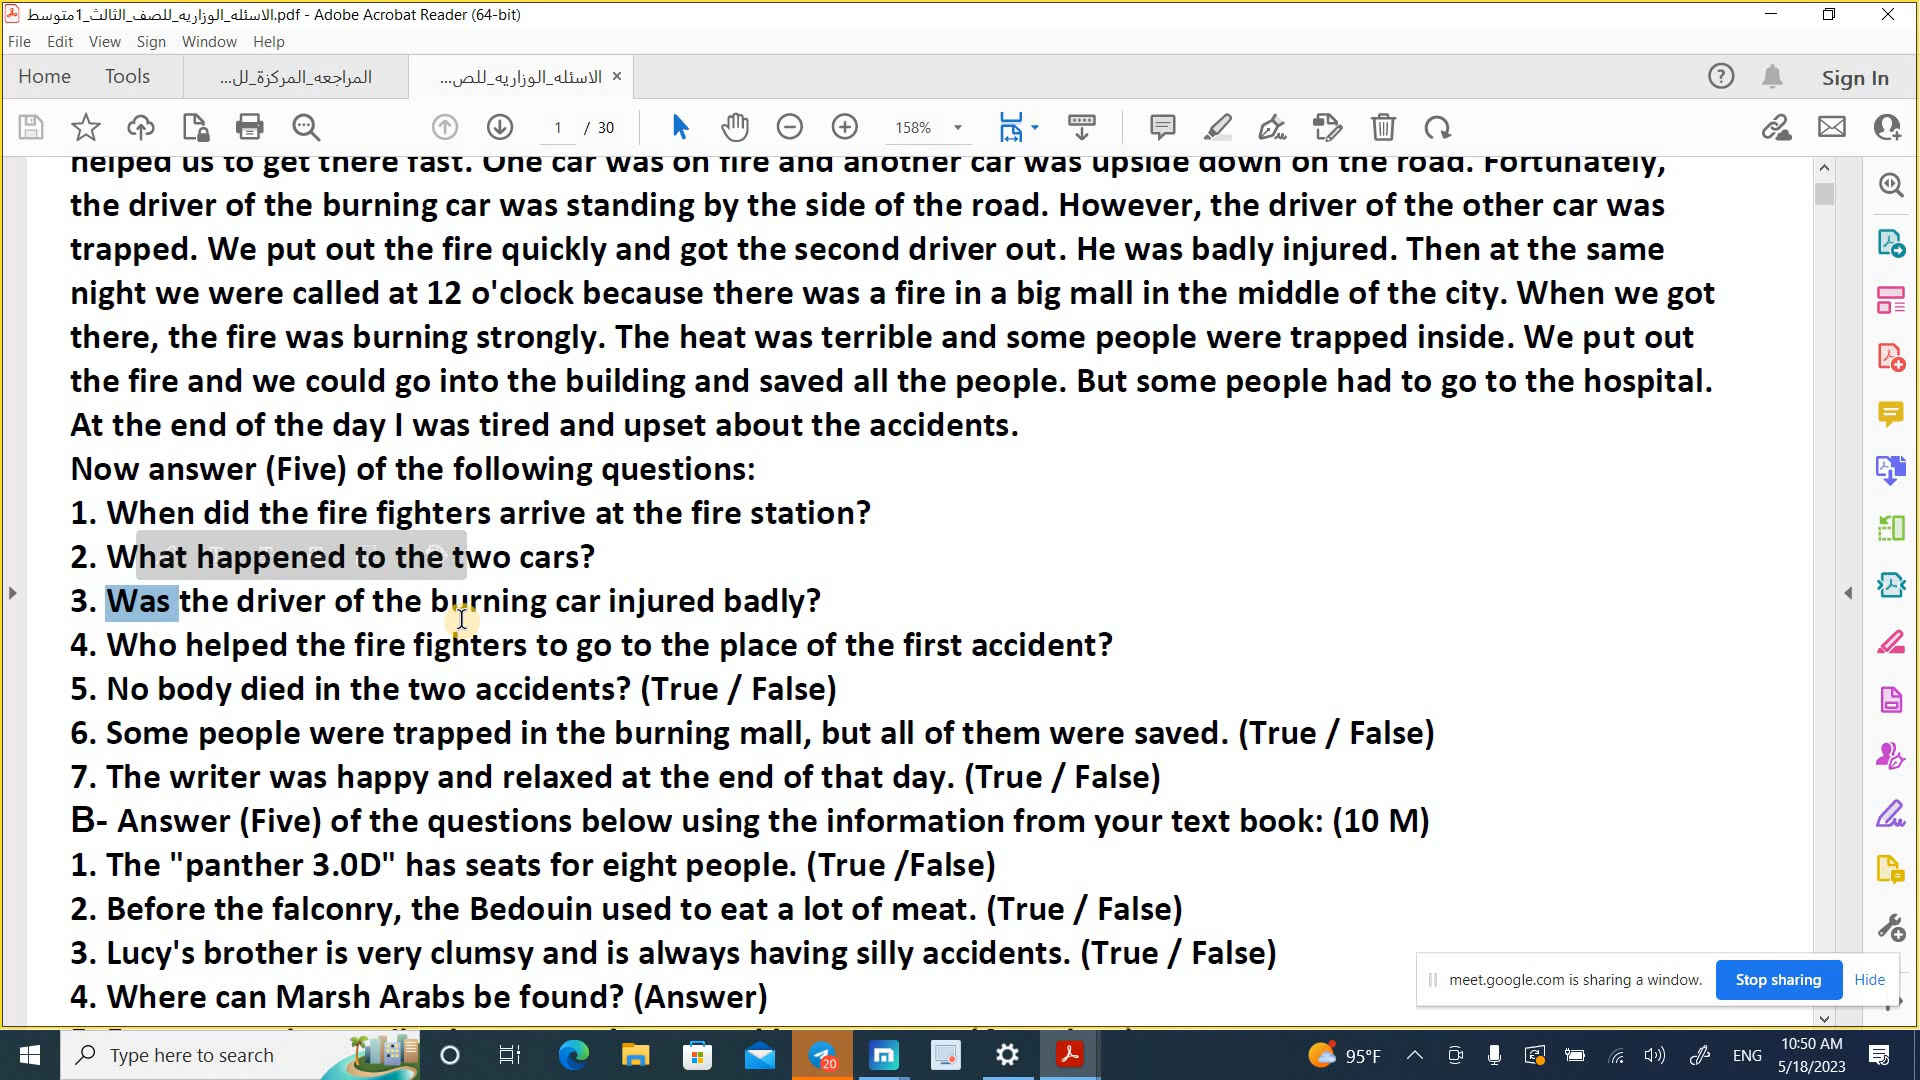 الاسئله_الوزاريه_للصف_الثالث_1متوسط.pdf - Adobe Acrobat Reader (64-bit)
File Edit View Sign Window Help
Home Tools المراجعه_المركزة_لل... الاسئله_الوزاريه_للص... Sign In
1 / 30 158%
helped us to get there fast. One car was on fire and another car was upside down on the road. Fortunately,
the driver of the burning car was standing by the side of the road. However, the driver of the other car was
trapped. We put out the fire quickly and got the second driver out. He was badly injured. Then at the same
night we were called at 12 o'clock because there was a fire in a big mall in the middle of the city. When we got
there, the fire was burning strongly. The heat was terrible and some people were trapped inside. We put out
the fire and we could go into the building and saved all the people. But some people had to go to the hospital.
At the end of the day I was tired and upset about the accidents.
Now answer (Five) of the following questions:
1. When did the fire fighters arrive at the fire station?
2. What happened to the two cars?
3. Was the driver of the burning car injured badly?
4. Who helped the fire fighters to go to the place of the first accident?
5. No body died in the two accidents? (True / False)
6. Some people were trapped in the burning mall, but all of them were saved. (True / False)
7. The writer was happy and relaxed at the end of that day. (True / False)
B- Answer (Five) of the questions below using the information from your text book: (10 M)
1. The "panther 3.0D" has seats for eight people. (True /False)
2. Before the falconry, the Bedouin used to eat a lot of meat. (True / False)
3. Lucy's brother is very clumsy and is always having silly accidents. (True / False)
4. Where can Marsh Arabs be found? (Answer)
meet.google.com is sharing a window. Stop sharing Hide
Type here to search
20
95°F ENG
10:50 AM
5/18/2023